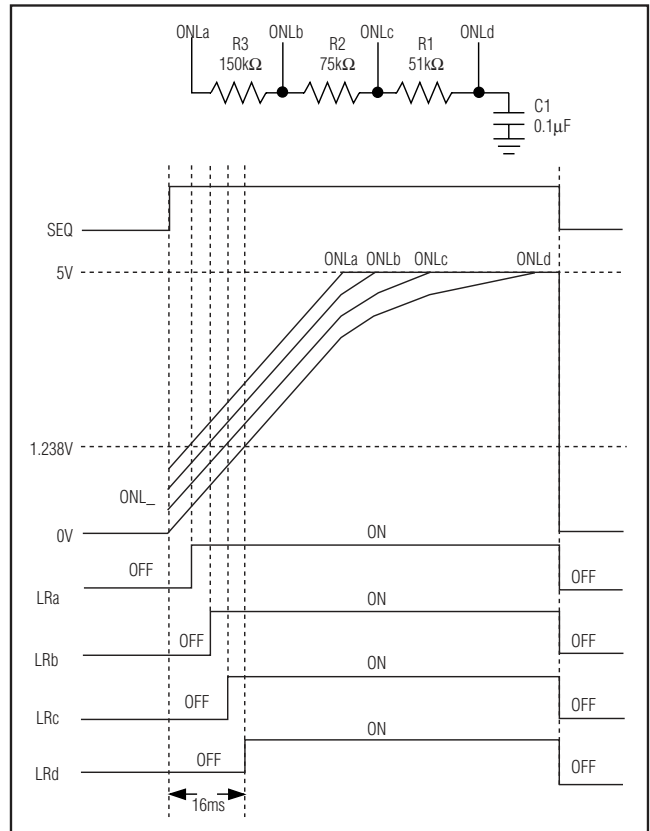 ONLa ONLb ONLc ONLd
R3 R2 R1
150kΩ 75kΩ 51kΩ
C1
0.1µF
SEQ
ONLa ONLb ONLc ONLd
5V
1.238V
ONL_
0V
ON
OFF
OFF
LRa
ON
OFF
OFF
LRb
ON
OFF
OFF
LRc
ON
OFF
OFF
LRd
16ms